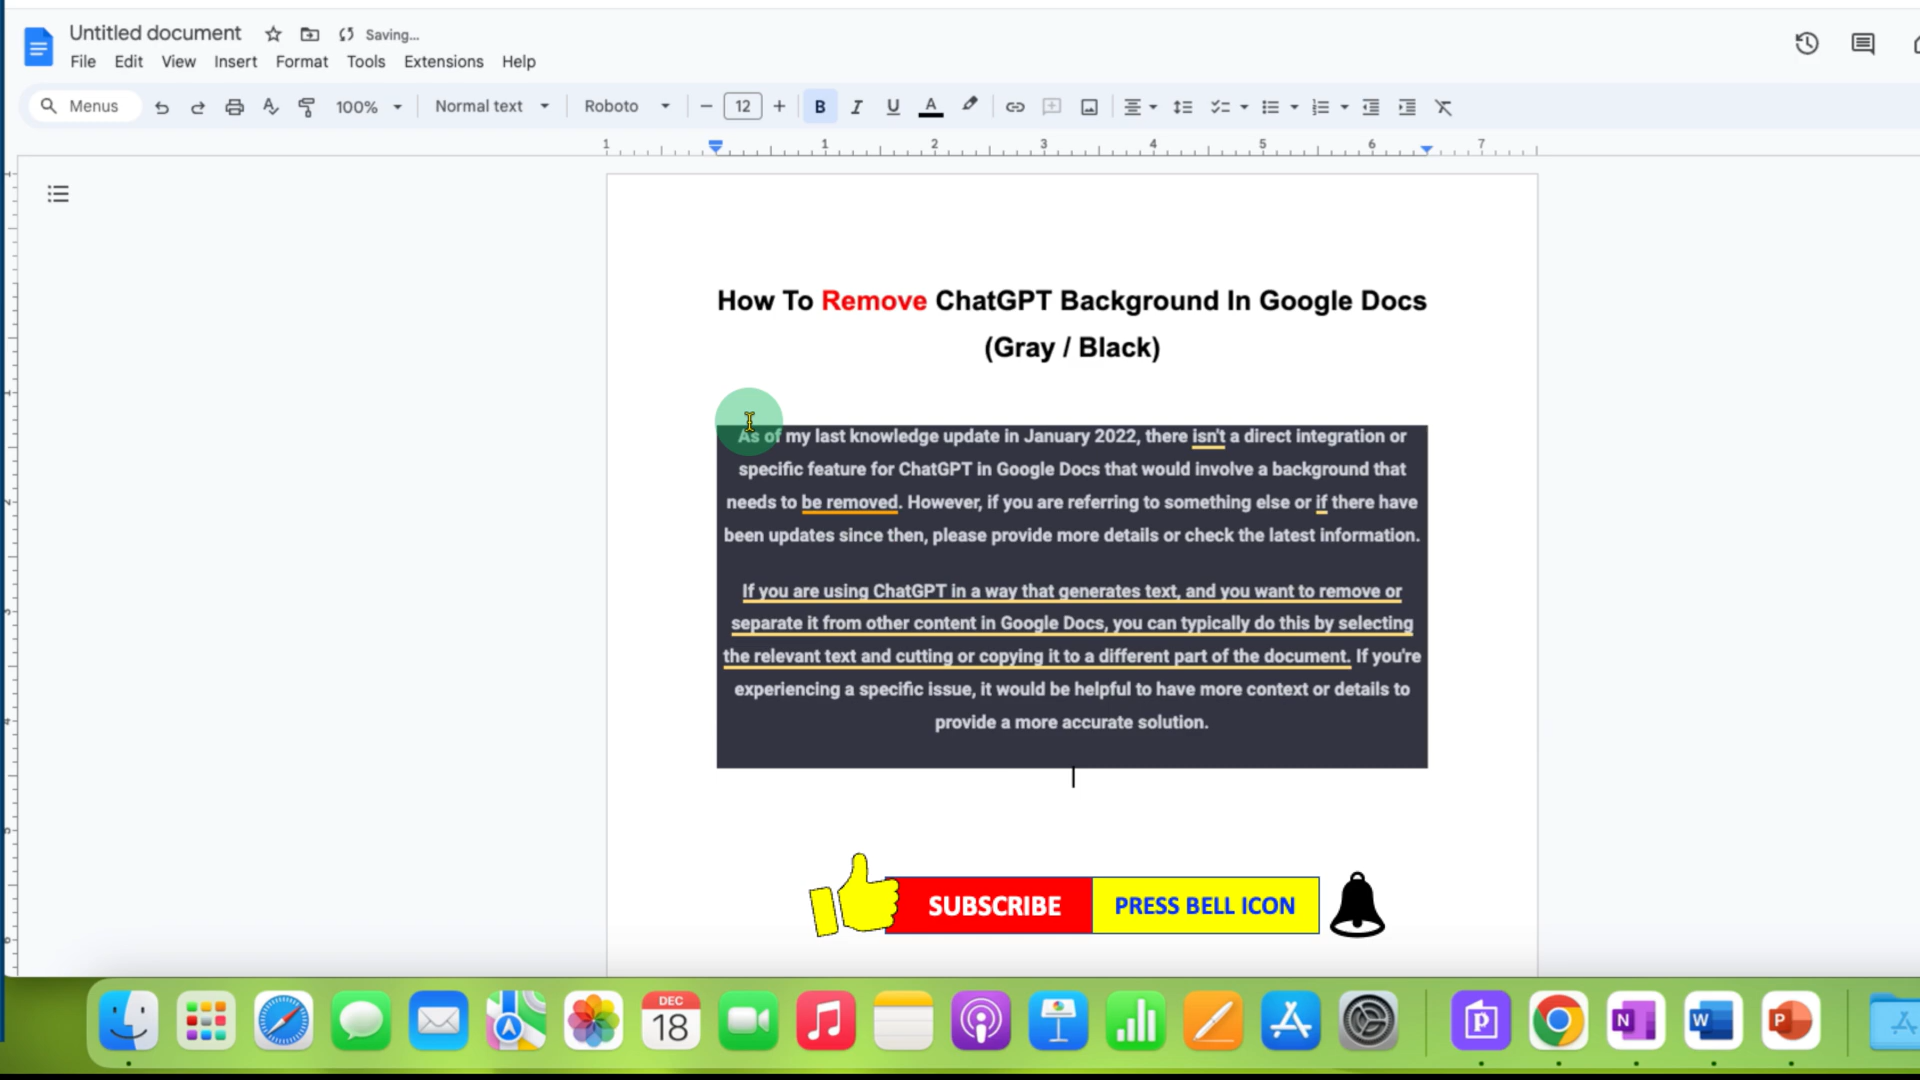 Untitled document Saving...
File Edit View Insert Format Tools Extensions Help
Menus 100% Normal text Roboto 12 B I U A
1 1 2 3 4 5 6 7
How To Remove ChatGPT Background In Google Docs
(Gray / Black)
As of my last knowledge update in January 2022, there isn't a direct integration or
specific feature for ChatGPT in Google Docs that would involve a background that
needs to be removed. However, if you are referring to something else or if there have
been updates since then, please provide more details or check the latest information.
If you are using ChatGPT in a way that generates text, and you want to remove or
separate it from other content in Google Docs, you can typically do this by selecting
the relevant text and cutting or copying it to a different part of the document. If you're
experiencing a specific issue, it would be helpful to have more context or details to
provide a more accurate solution.
SUBSCRIBE PRESS BELL ICON
DEC
18
N W P